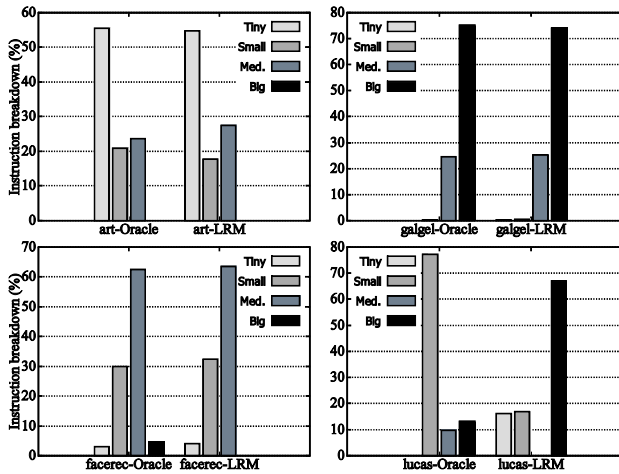 Instruction breakdown (%)
60
50
40
30
20
10
0
Tiny
Small
Med.
Big
art-Oracle art-LRM
80
70
60
50
40
30
20
10
0
Tiny
Small
Med.
Big
galgel-Oracle galgel-LRM
Instruction breakdown (%)
70
60
50
40
30
20
10
0
Tiny
Small
Med.
Big
facerec-Oracle facerec-LRM
80
70
60
50
40
30
20
10
0
Tiny
Small
Med.
Big
lucas-Oracle lucas-LRM